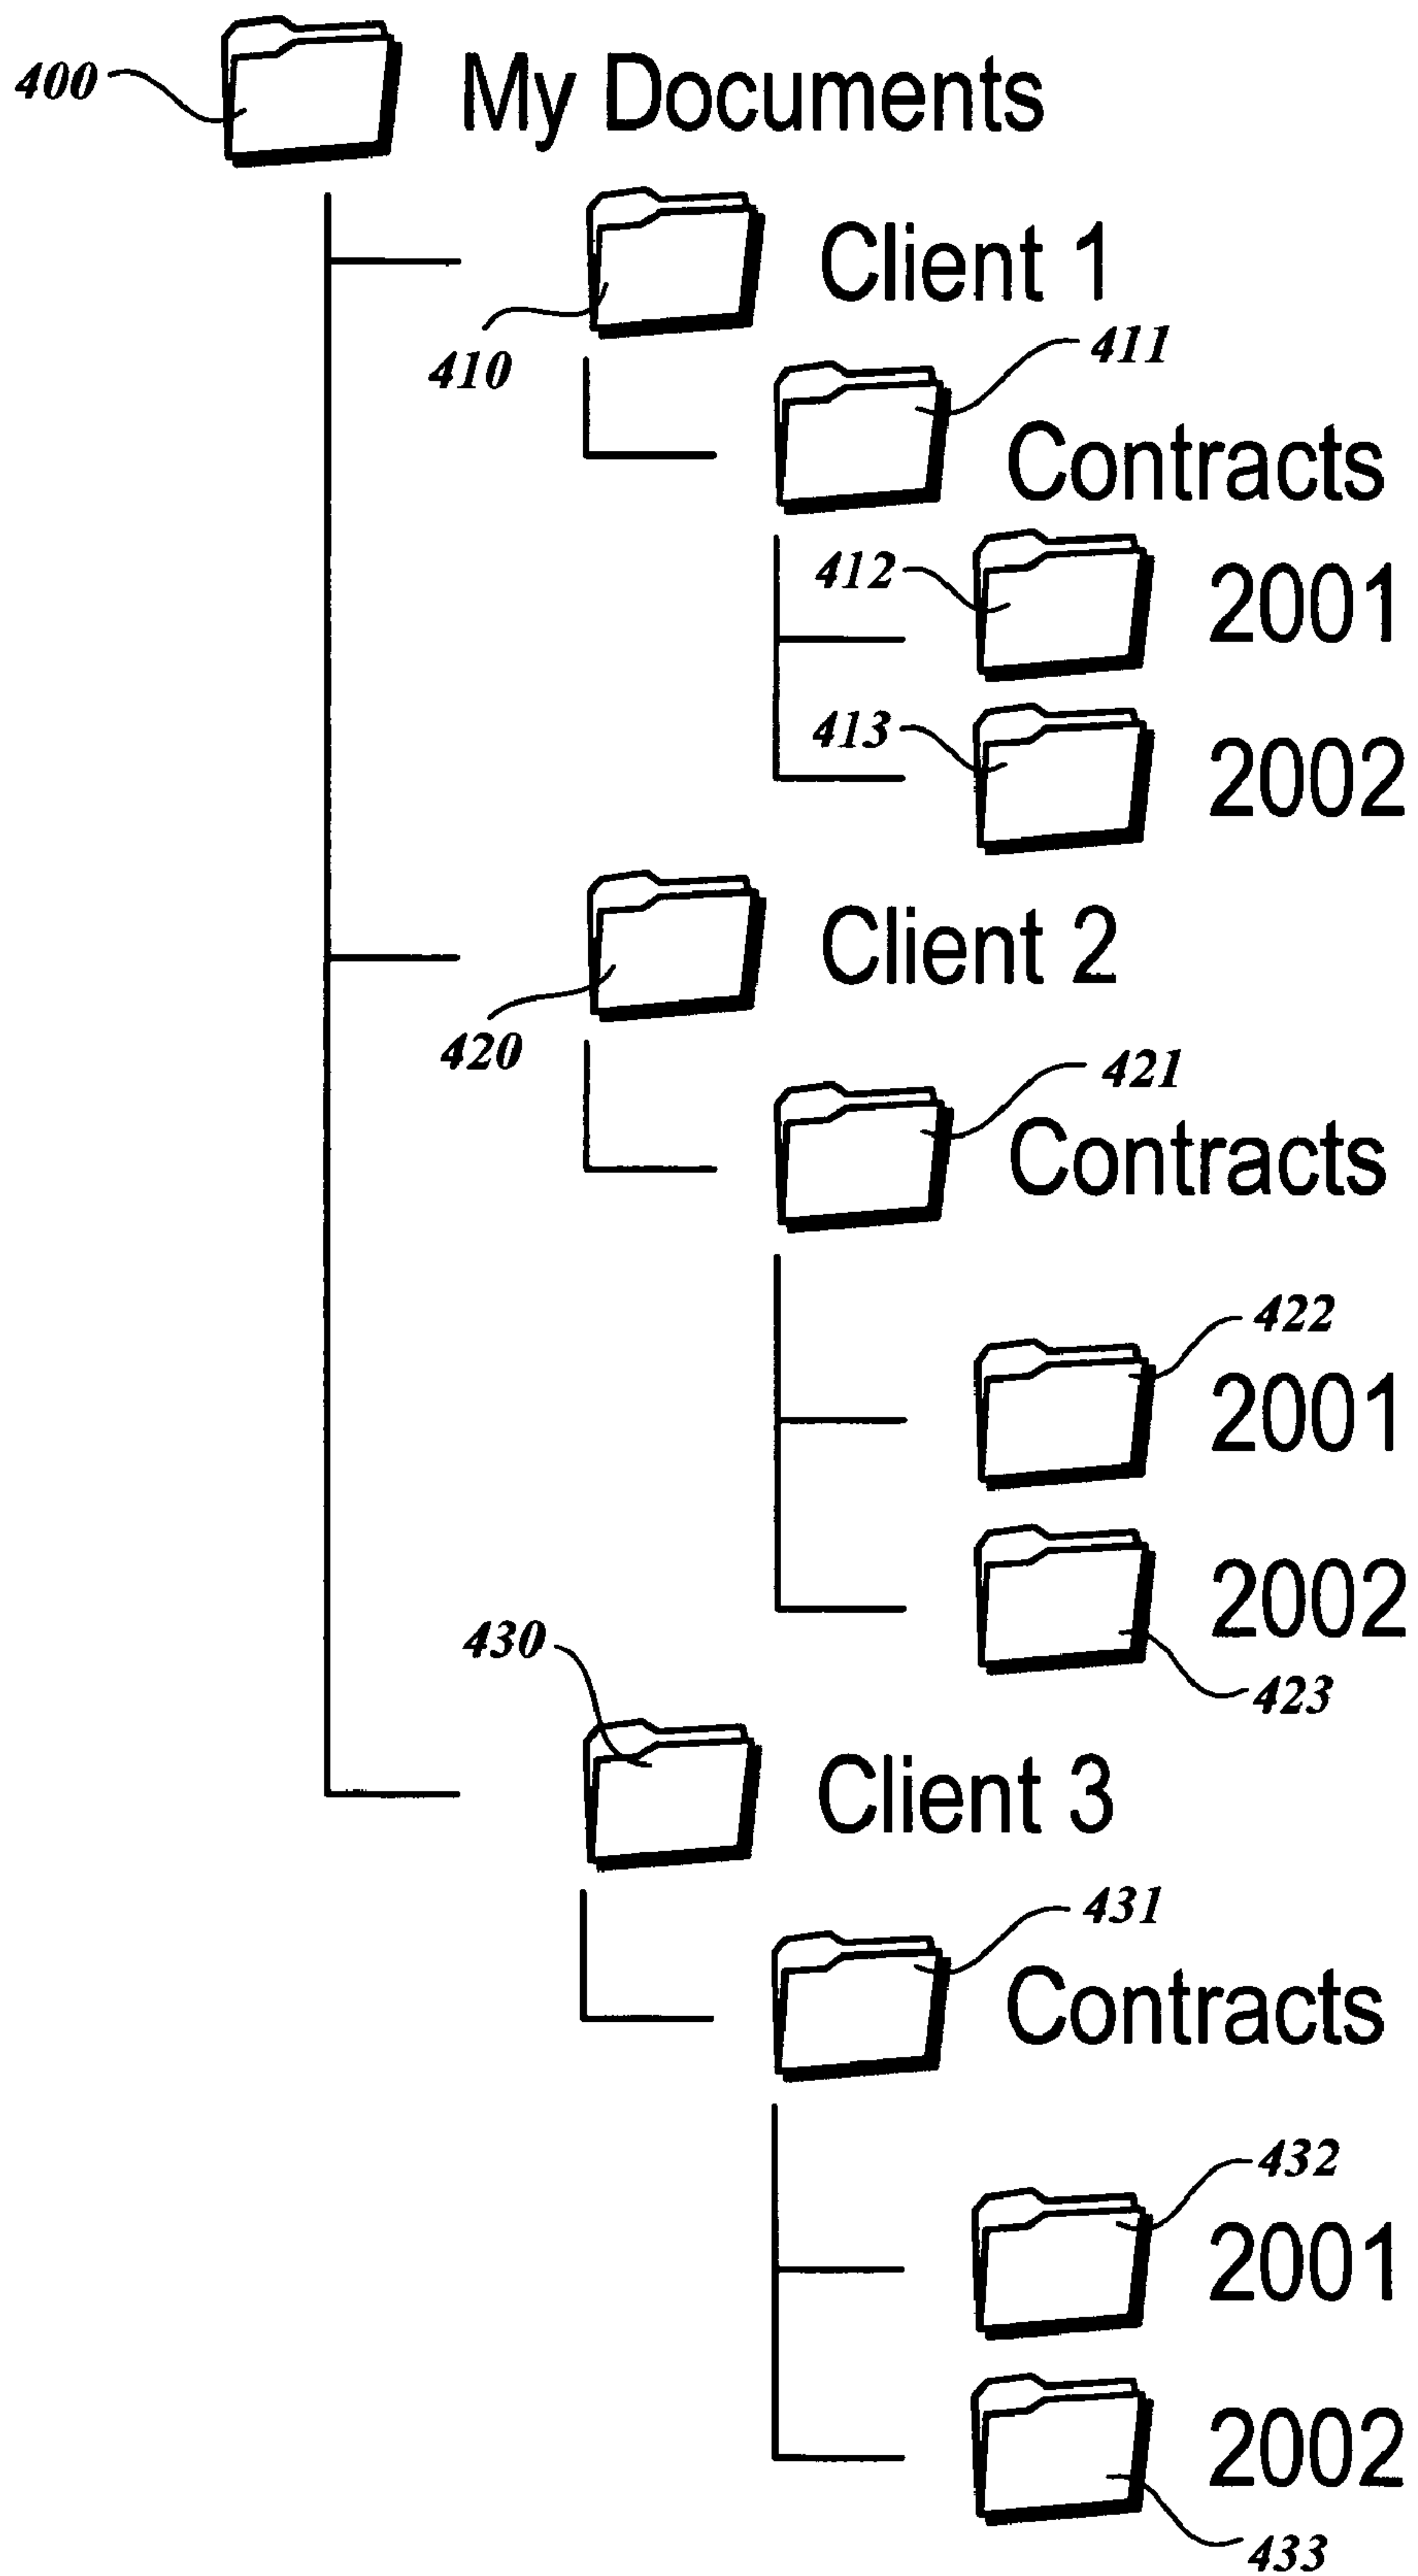 400 My Documents
Client 1
410
411
Contracts
412 2001
413 2002
Client 2
420
421
Contracts
422
2001
2002
423
430
Client 3
431
Contracts
432
2001
2002
433